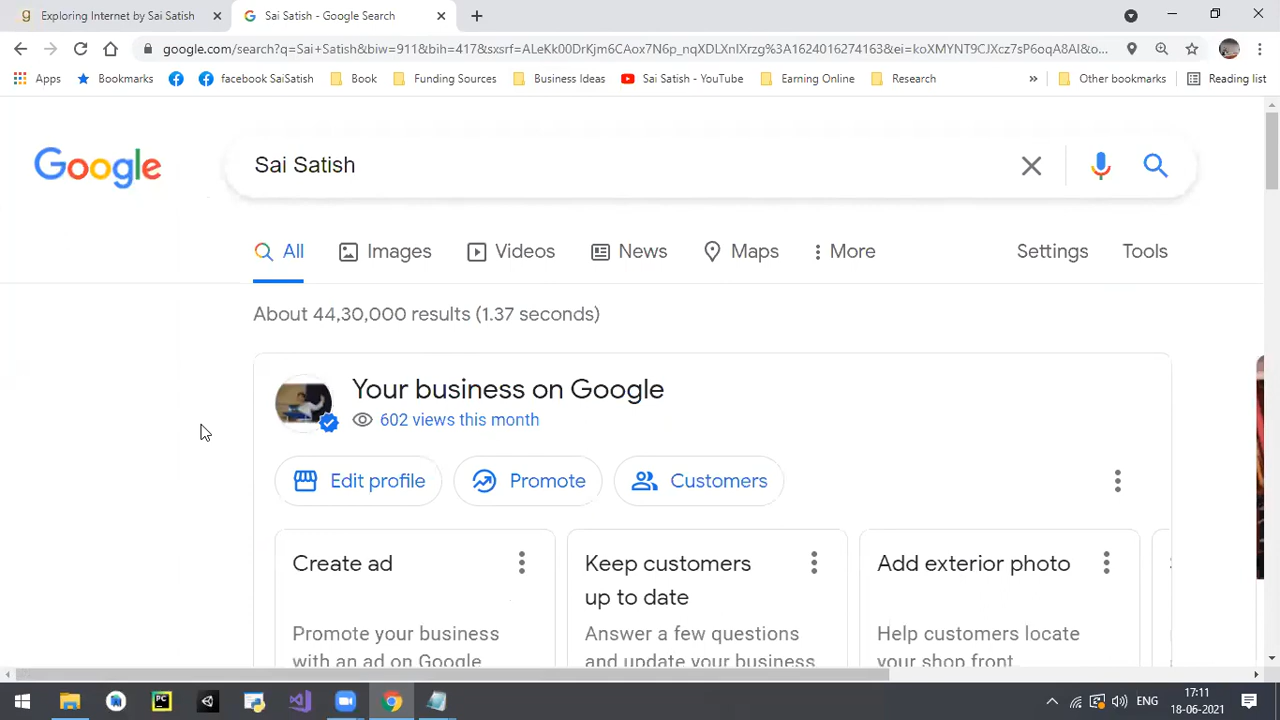 Exploring Internet by Sai Satish
Sai Satish - Google Search
google.com/search?q=Sai+Satish&biw=911&bih=417&sxsrf=ALeKk00DrKjm6CAox7N6p_nqXDLXnlXrzg%3A1624016274163&ei=koXMYNT9CJXcz7sP6oqA8Al&o...
Apps
Bookmarks
facebook SaiSatish
Book
Funding Sources
Business Ideas
Sai Satish - YouTube
Earning Online
Research
»
Other bookmarks
Reading list
Google
Sai Satish
All
Images
Videos
News
Maps
More
Settings
Tools
About 44,30,000 results (1.37 seconds)
Your business on Google
602 views this month
Edit profile
Promote
Customers
Create ad
Keep customers
up to date
Add exterior photo
Promote your business
with an ad on Google
Answer a few questions
and update your business
Help customers locate
your shop front.
PC
ENG
17:11
18-06-2021